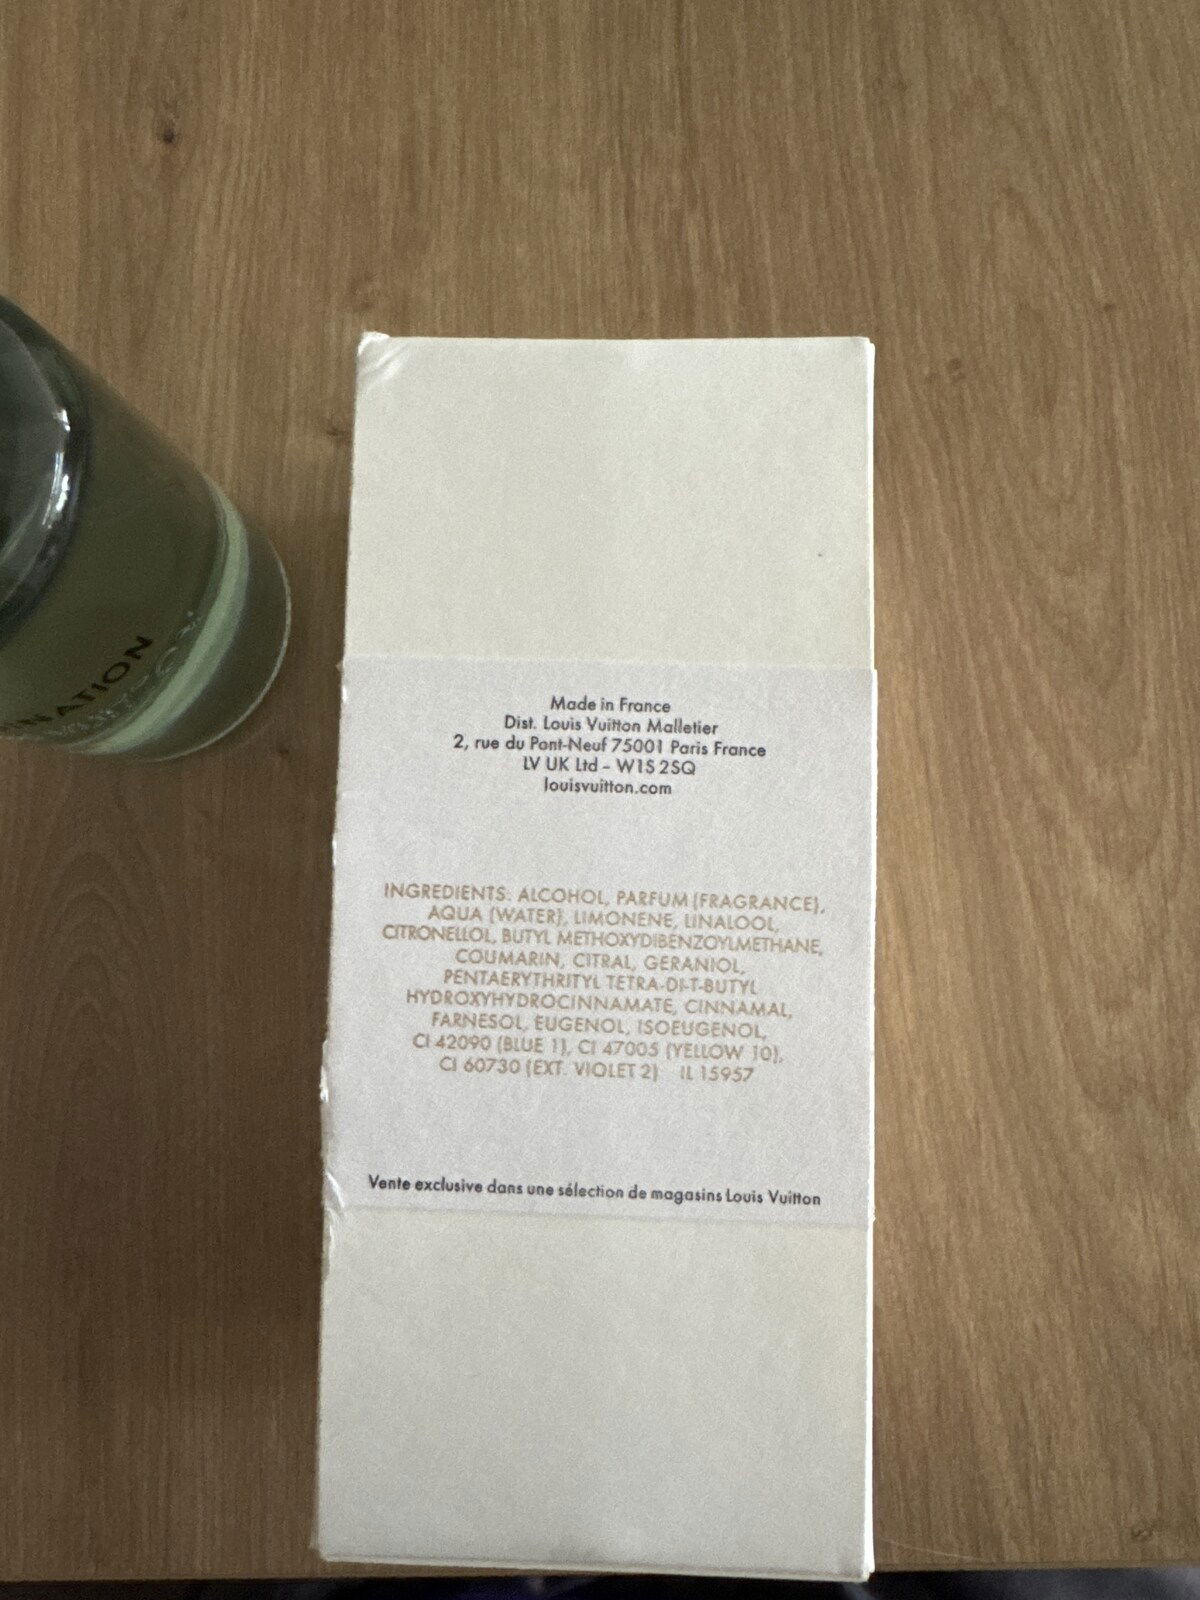 NATION
Made in France
Dist. Louis Vuitton Malletier
2, rue du Pont-Neuf 75001 Paris France
LV UK Ltd – W1S 2SQ
louisvuitton.com
INGREDIENTS: ALCOHOL, PARFUM (FRAGRANCE),
AQUA (WATER), LIMONENE, LINALOOL,
CITRONELLOL, BUTYL METHOXYDIBENZOYLMETHANE,
COUMARIN, CITRAL, GERANIOL,
PENTAERYTHRITYL TETRA-DI-T-BUTYL
HYDROXYHYDROCINNAMATE, CINNAMAL,
FARNESOL, EUGENOL, ISOEUGENOL,
CI 42090 (BLUE 1), CI 47005 (YELLOW 10),
CI 60730 (EXT. VIOLET 2) IL 15957
Vente exclusive dans une sélection de magasins Louis Vuitton